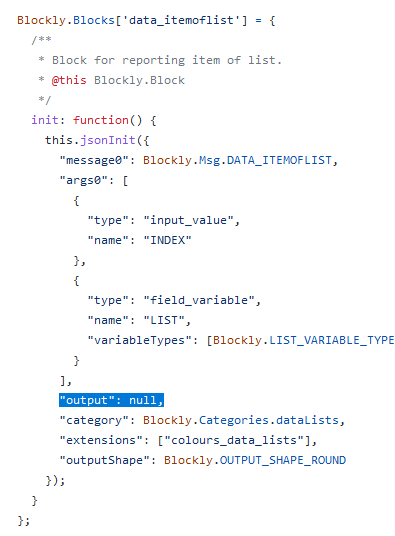 Blockly.Blocks['data_itemoflist'] = {
  /**
   * Block for reporting item of list.
   * @this Blockly.Block
   */
  init: function() {
    this.jsonInit({
      "message0": Blockly.Msg.DATA_ITEMOFLIST,
      "args0": [
        {
          "type": "input_value",
          "name": "INDEX"
        },
        {
          "type": "field_variable",
          "name": "LIST",
          "variableTypes": [Blockly.LIST_VARIABLE_TYPE
        }
      ],
      "output": null,
      "category": Blockly.Categories.dataLists,
      "extensions": ["colours_data_lists"],
      "outputShape": Blockly.OUTPUT_SHAPE_ROUND
    });
  }
};